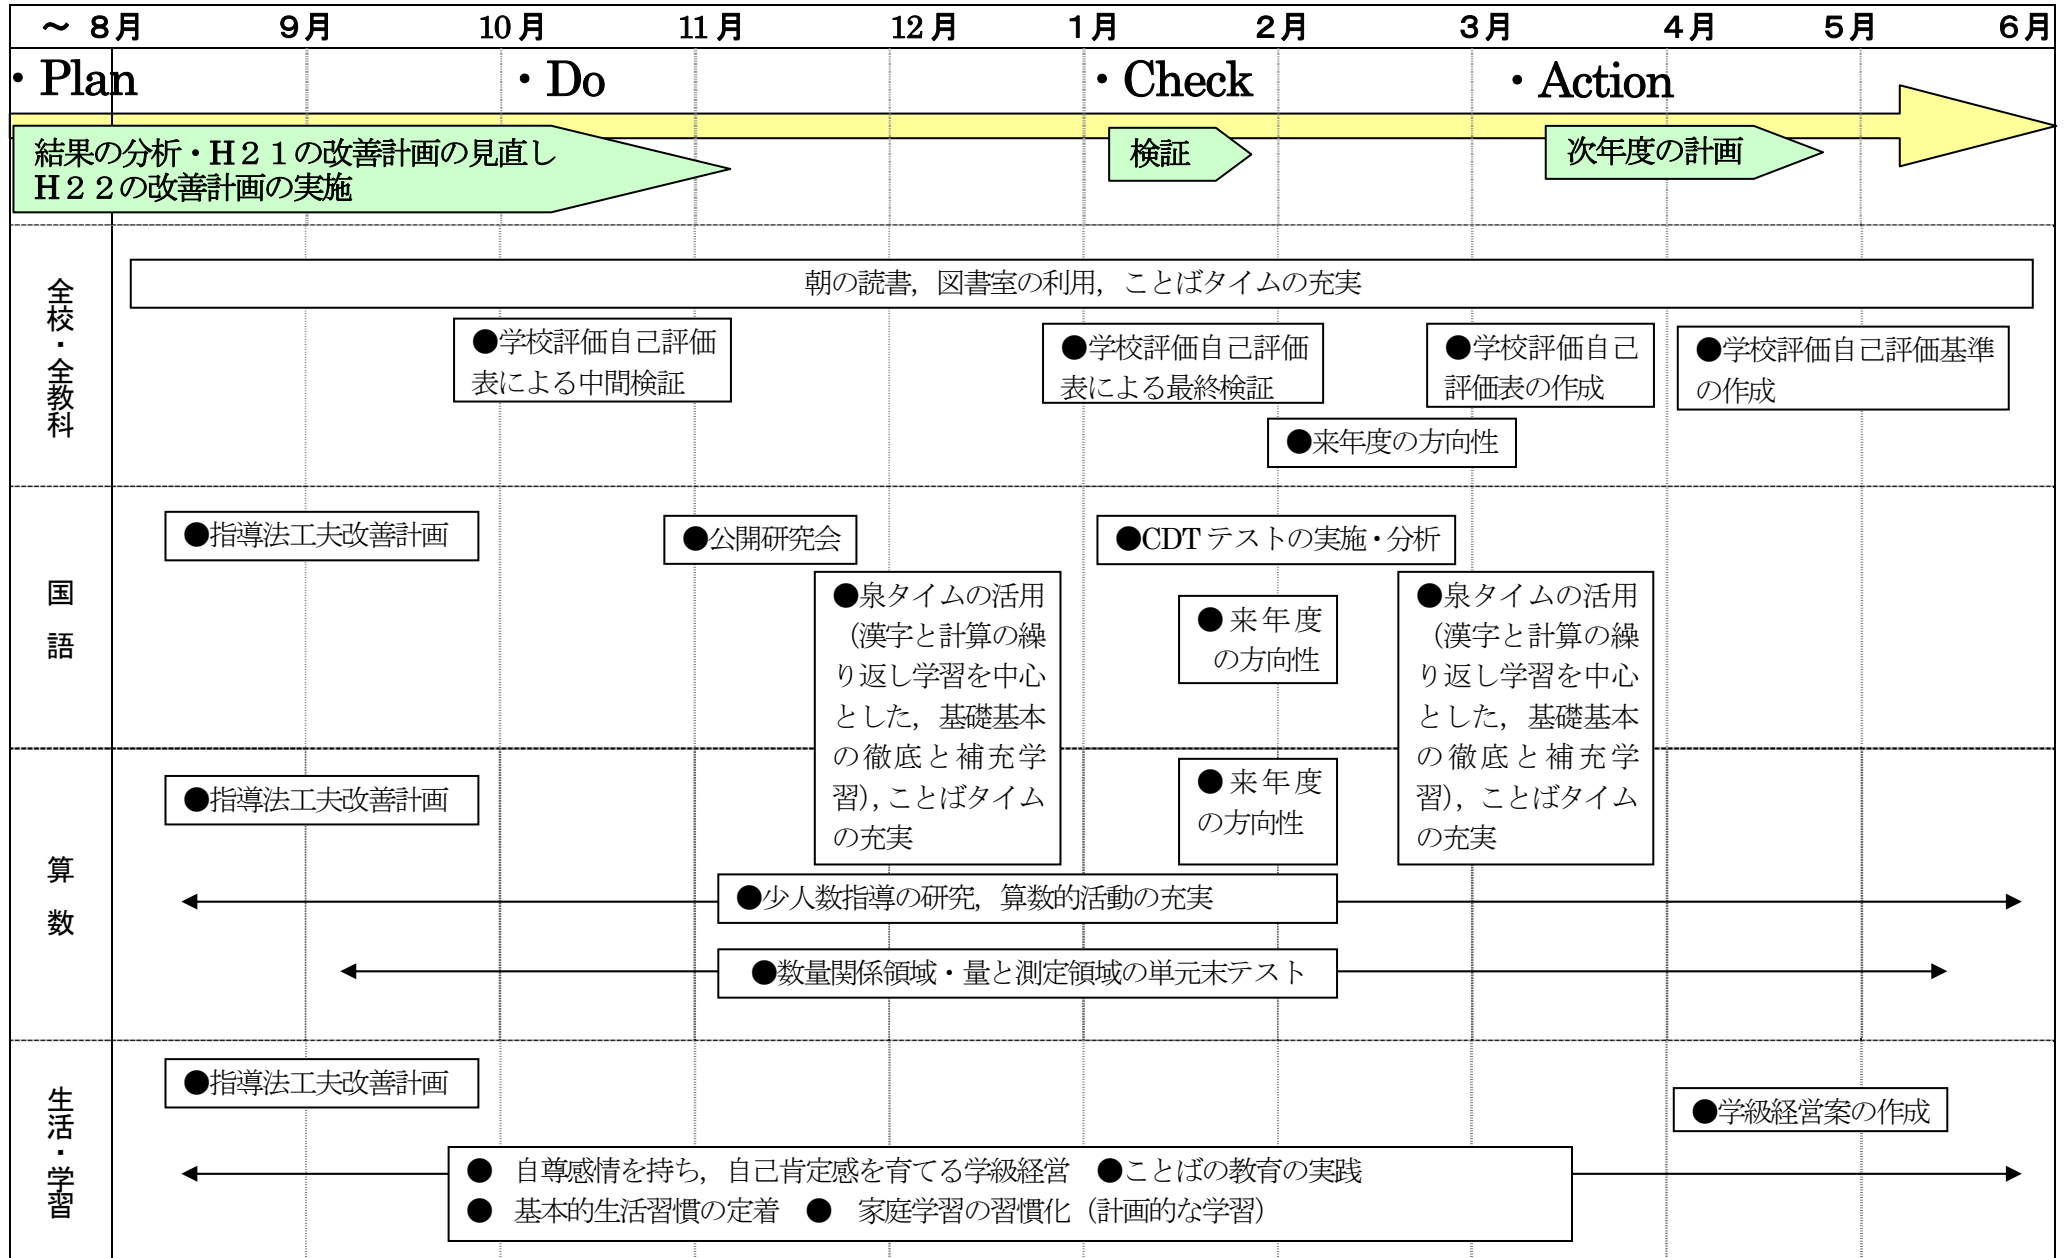 ～ 8月 9月 10月 11月 12月 1月 2月 3月 4月 5月 6月
・Plan ・Do ・Check ・Action
結果の分析・H２１の改善計画の見直し
H２２の改善計画の実施
検証
次年度の計画
全校・全教科
朝の読書，図書室の利用，ことばタイムの充実
●学校評価自己評価
表による中間検証
●学校評価自己評価
表による最終検証
●学校評価自己
評価表の作成
●学校評価自己評価基準
の作成
●来年度の方向性
国語
●指導法工夫改善計画
●公開研究会
●CDTテストの実施・分析
●泉タイムの活用
（漢字と計算の繰
り返し学習を中心
とした，基礎基本
の徹底と補充学
習），ことばタイム
の充実
●来年度
の方向性
●泉タイムの活用
（漢字と計算の繰
り返し学習を中心
とした，基礎基本
の徹底と補充学
習），ことばタイム
の充実
算数
●指導法工夫改善計画
●来年度
の方向性
●少人数指導の研究，算数的活動の充実
●数量関係領域・量と測定領域の単元末テスト
生活・学習
●指導法工夫改善計画
●学級経営案の作成
● 自尊感情を持ち，自己肯定感を育てる学級経営 ●ことばの教育の実践
● 基本的生活習慣の定着 ● 家庭学習の習慣化（計画的な学習）